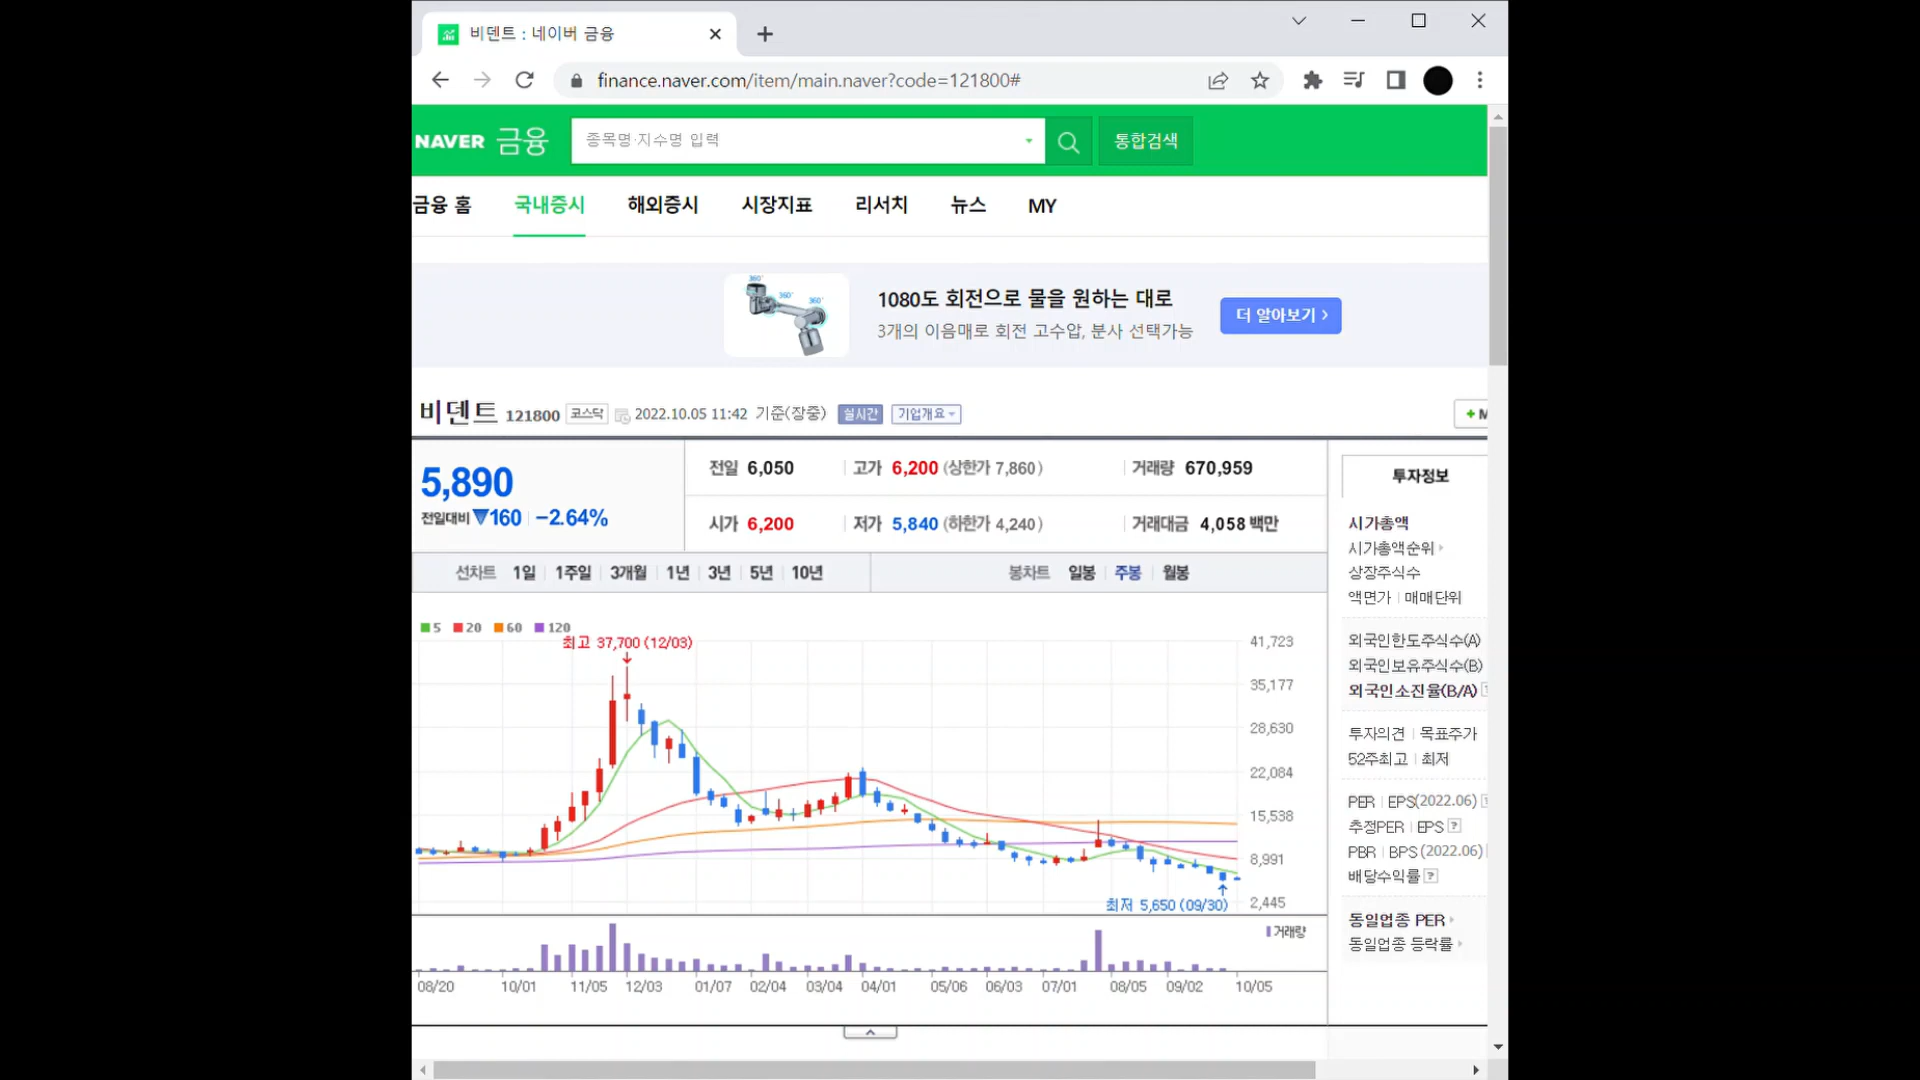 비덴트 : 네이버 금융
finance.naver.com/item/main.naver?code=121800#
NAVER 금융 종목명·지수명 입력 통합검색
금융 홈 국내증시 해외증시 시장지표 리서치 뉴스 MY
360° 360° 360°
1080도 회전으로 물을 원하는 대로
3개의 이음매로 회전 고수압, 분사 선택가능
더 알아보기
비덴트 121800 코스닥 2022.10.05 11:42 기준(장중) 실시간 기업개요
+ M
5,890
전일대비 ▼160 -2.64%
전일 6,050 고가 6,200 (상한가 7,860) 거래량 670,959
시가 6,200 저가 5,840 (하한가 4,240) 거래대금 4,058 백만
선차트 1일 1주일 3개월 1년 3년 5년 10년 봉차트 일봉 주봉 월봉
5 20 60 120
최고 37,700 (12/03)
41,723
35,177
28,630
22,084
15,538
8,991
2,445
최저 5,650 (09/30)
거래량
08/20 10/01 11/05 12/03 01/07 02/04 03/04 04/01 05/06 06/03 07/01 08/05 09/02 10/05
투자정보
시가총액
시가총액순위
상장주식수
액면가 매매단위
외국인한도주식수(A)
외국인보유주식수(B)
외국인소진율(B/A)
투자의견 목표주가
52주최고 최저
PER EPS(2022.06)
추정PER EPS ?
PBR BPS (2022.06)
배당수익률 ?
동일업종 PER
동일업종 등락률